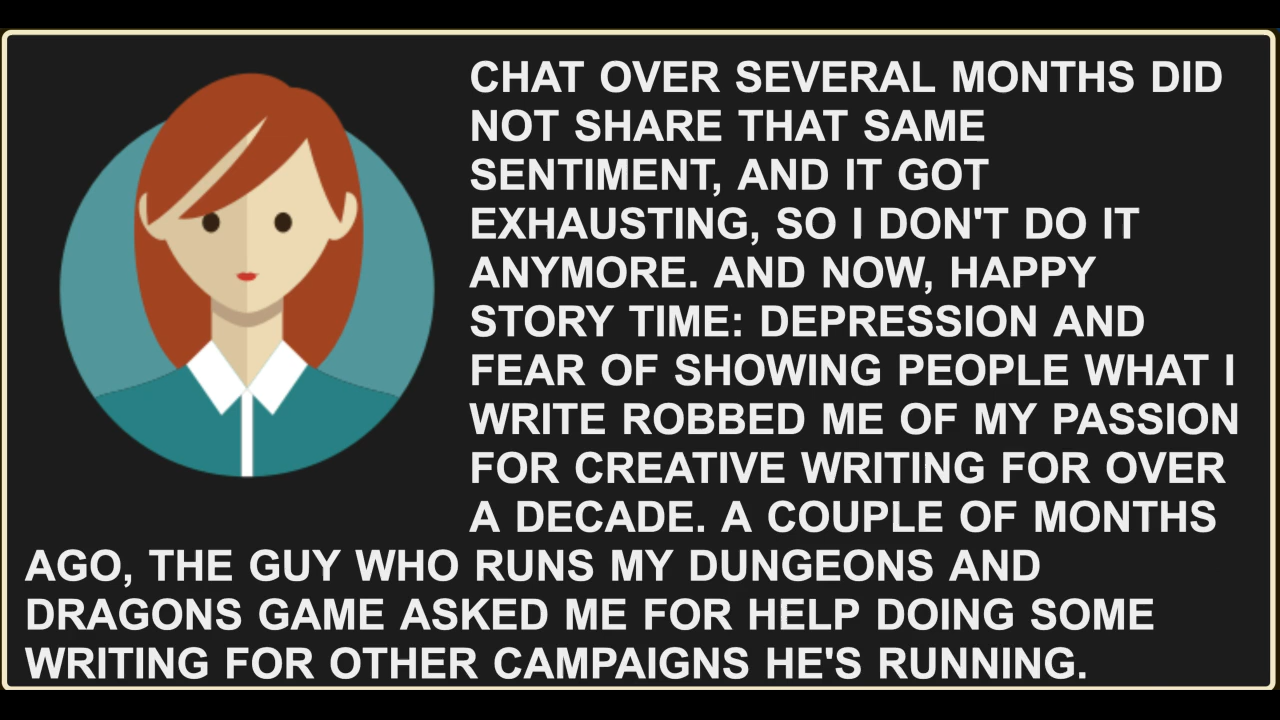 CHAT OVER SEVERAL MONTHS DID
NOT SHARE THAT SAME
SENTIMENT, AND IT GOT
EXHAUSTING, SO I DON'T DO IT
ANYMORE. AND NOW, HAPPY
STORY TIME: DEPRESSION AND
FEAR OF SHOWING PEOPLE WHAT I
WRITE ROBBED ME OF MY PASSION
FOR CREATIVE WRITING FOR OVER
A DECADE. A COUPLE OF MONTHS
AGO, THE GUY WHO RUNS MY DUNGEONS AND
DRAGONS GAME ASKED ME FOR HELP DOING SOME
WRITING FOR OTHER CAMPAIGNS HE'S RUNNING.